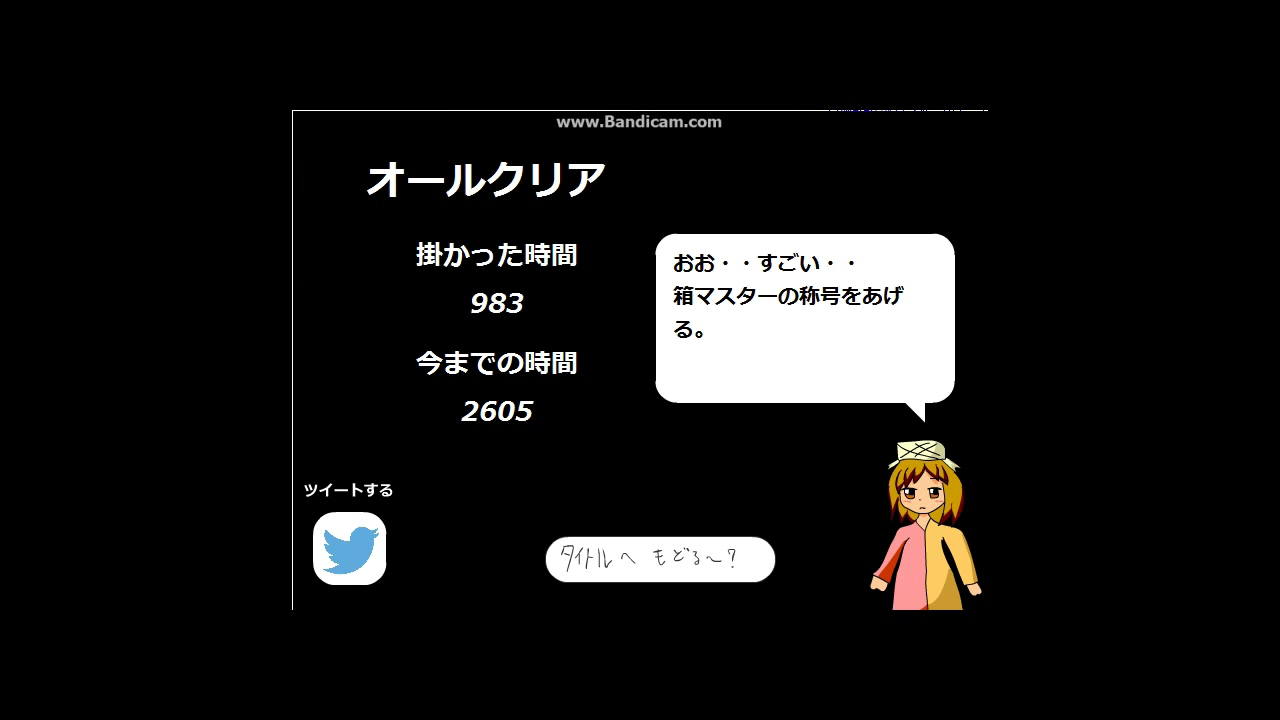 www.Bandicam.com
オールクリア
掛かった時間
983
今までの時間
2605
おお・・すごい・・
箱マスターの称号をあげ
る。
ツイートする
タイトルへ もどる〜?